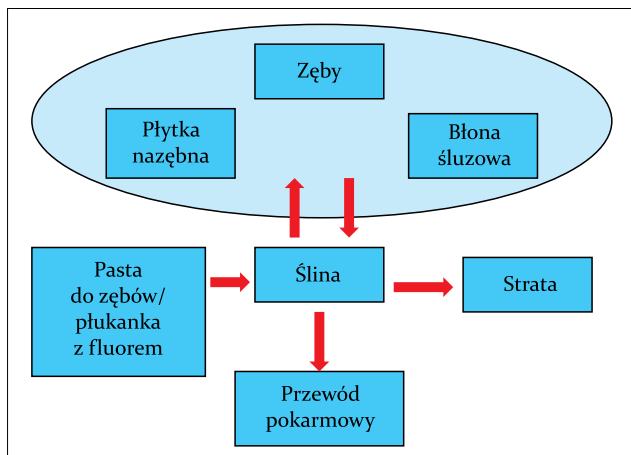 Zęby
Płytka
nazębna
Błona
śluzowa
Pasta
do zębów/
płukanka
z fluorem
Ślina
Strata
Przewód
pokarmowy